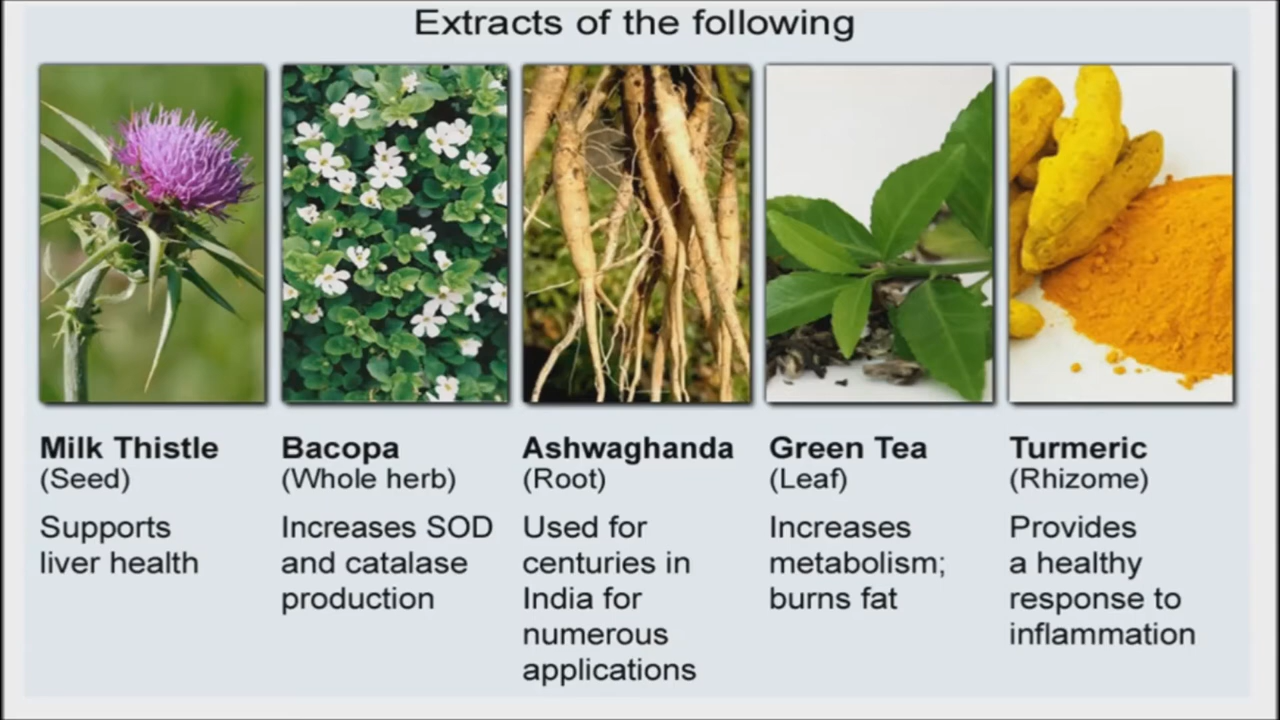 Extracts of the following
Milk Thistle
(Seed)
Supports
liver health
Bacopa
(Whole herb)
Increases SOD
and catalase
production
Ashwaghanda
(Root)
Used for
centuries in
India for
numerous
applications
Green Tea
(Leaf)
Increases
metabolism;
burns fat
Turmeric
(Rhizome)
Provides
a healthy
response to
inflammation